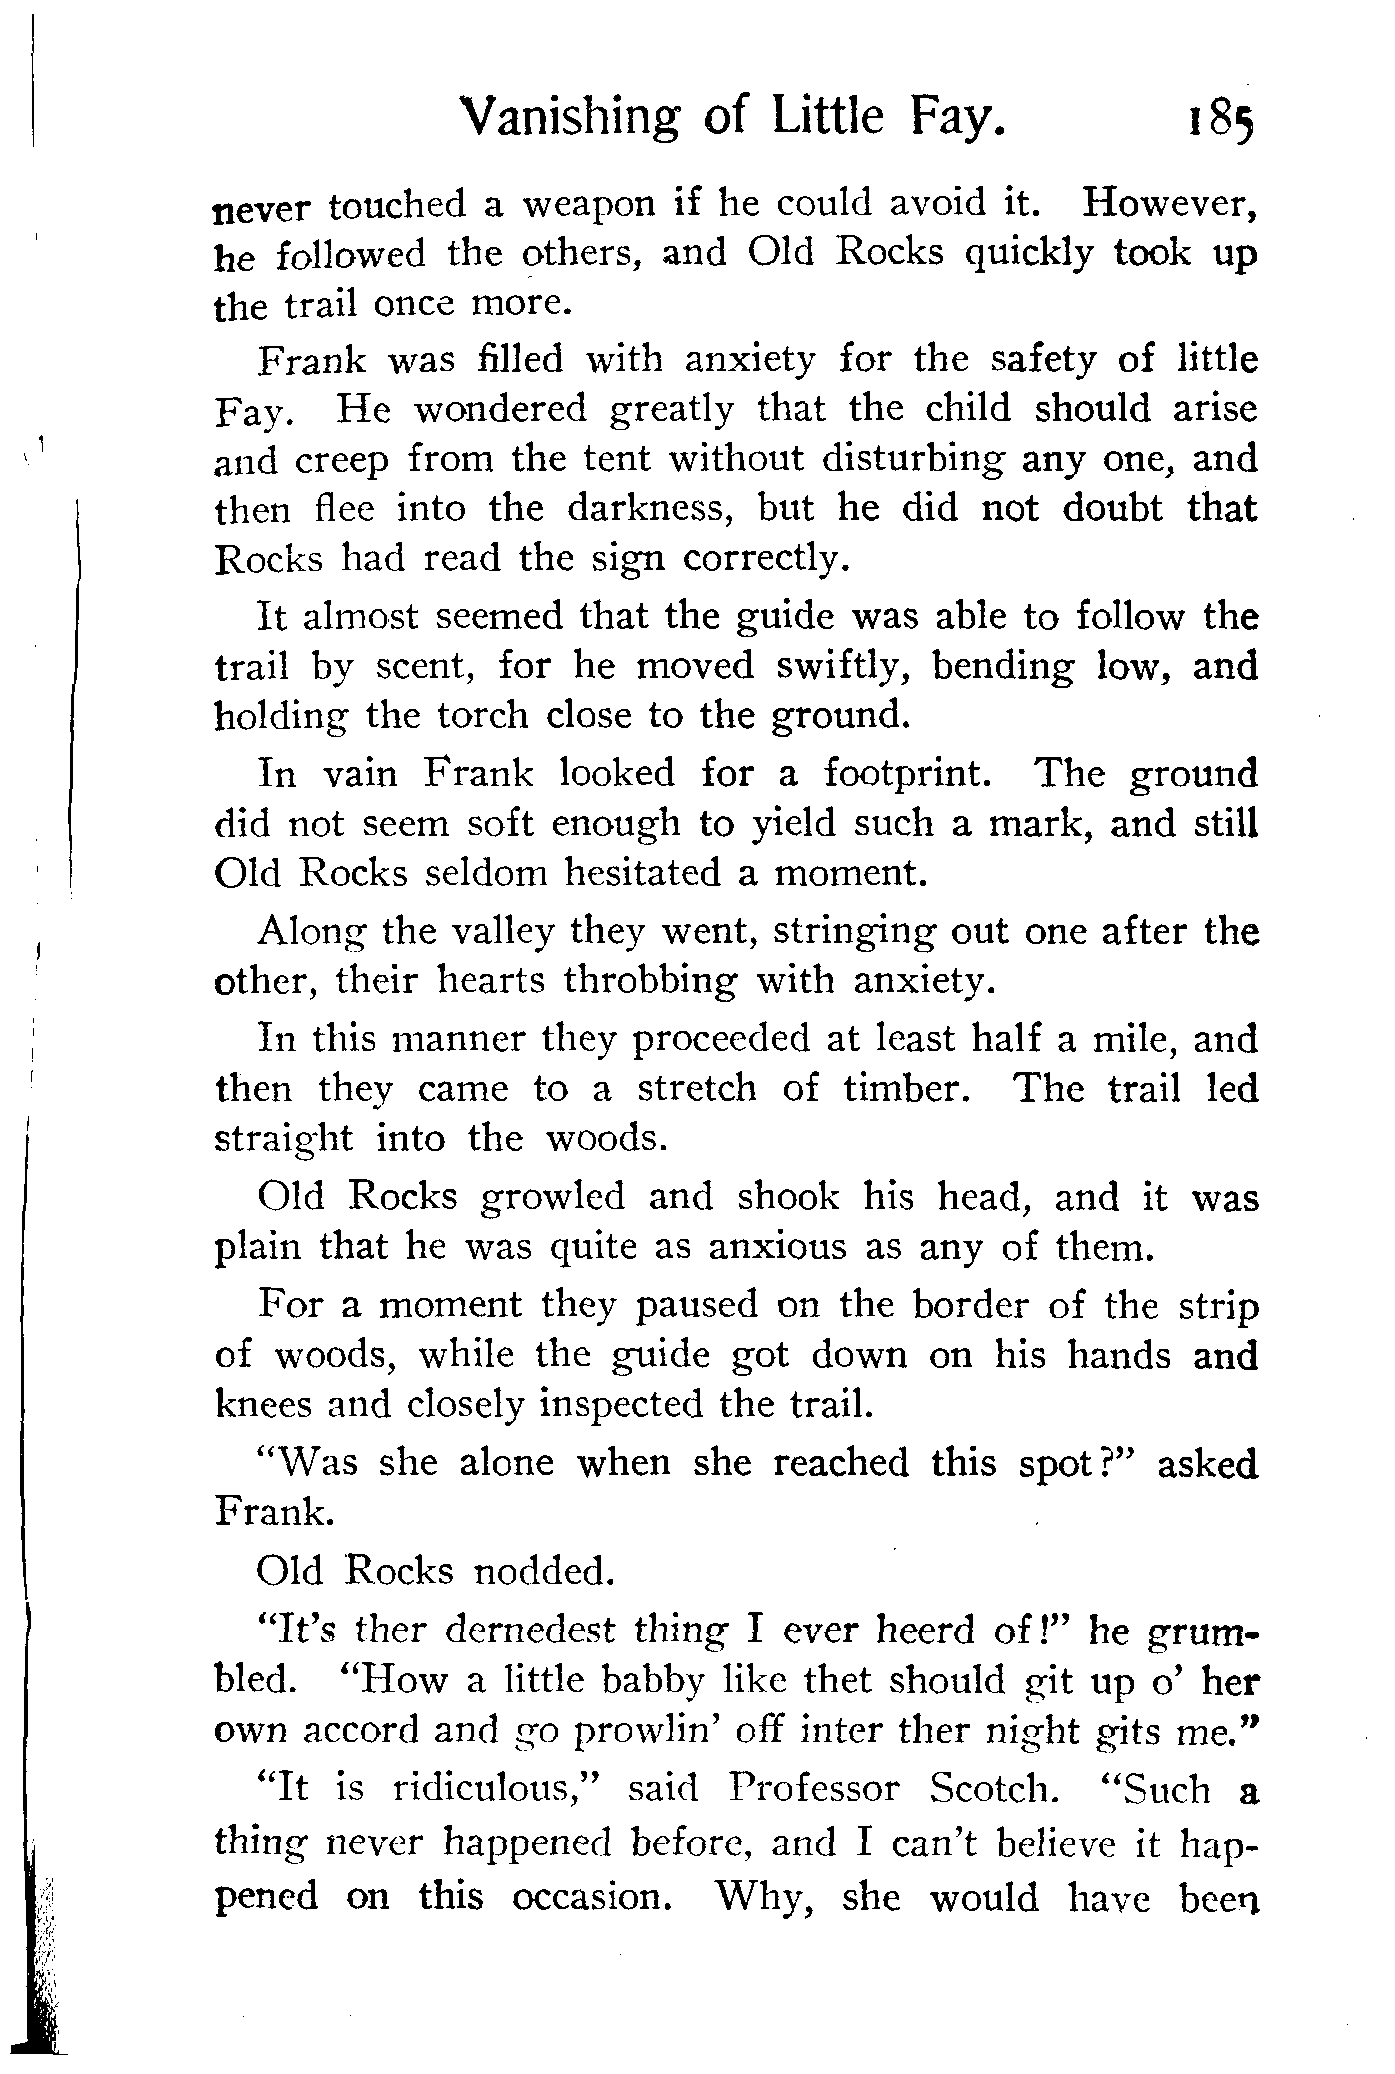 Vanishing of Little Fay. 185
never touched a weapon if he could avoid it. However,
he followed the others, and Old Rocks quickly took up
the trail once more.
Frank was filled with anxiety for the safety of little
Fay. He wondered greatly that the child should arise
and creep from the tent without disturbing any one, and
then flee into the darkness, but he did not doubt that
Rocks had read the sign correctly.
It almost seemed that the guide was able to follow the
trail by scent, for he moved swiftly, bending low, and
holding the torch close to the ground.
In vain Frank looked for a footprint. The ground
did not seem soft enough to yield such a mark, and still
Old Rocks seldom hesitated a moment.
Along the valley they went, stringing out one after the
other, their hearts throbbing with anxiety.
In this manner they proceeded at least half a mile, and
then they came to a stretch of timber. The trail led
straight into the woods.
Old Rocks growled and shook his head, and it was
plain that he was quite as anxious as any of them.
For a moment they paused on the border of the strip
of woods, while the guide got down on his hands and
knees and closely inspected the trail.
"Was she alone when she reached this spot?" asked
Frank.
Old Rocks nodded.
"It's ther dernedest thing I ever heerd of!" he grum-
bled. "How a little babby like thet should git up o' her
own accord and go prowlin' off inter ther night gits me."
"It is ridiculous," said Professor Scotch. "Such a
thing never happened before, and I can't believe it hap-
pened on this occasion. Why, she would have been